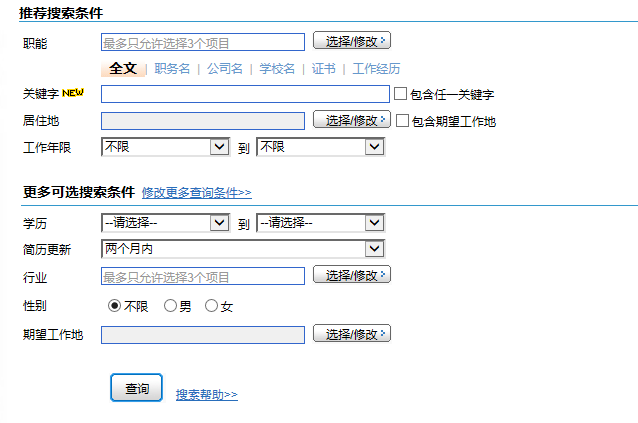 推荐搜索条件
职能 最多只允许选择3个项目 选择/修改
全文 | 职务名 | 公司名 | 学校名 | 证书 | 工作经历
关键字 NEW 包含任一关键字
居住地 选择/修改 包含期望工作地
工作年限 不限 到 不限
更多可选搜索条件 修改更多查询条件>>
学历 --请选择-- 到 --请选择--
简历更新 两个月内
行业 最多只允许选择3个项目 选择/修改
性别 不限 男 女
期望工作地 选择/修改
查询 搜索帮助>>